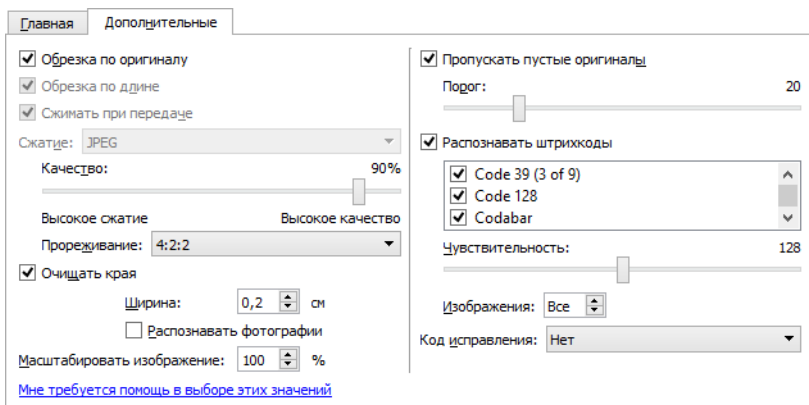 Главная Дополнительные
Обрезка по оригиналу
Обрезка по длине
Сжимать при передаче
Сжатие: JPEG
Качество: 90%
Высокое сжатие Высокое качество
Прореживание: 4:2:2
Очищать края
Ширина: 0,2 см
Распознавать фотографии
Масштабировать изображение: 100 %
Мне требуется помощь в выборе этих значений
Пропускать пустые оригиналы
Порог: 20
Распознавать штрихкоды
Code 39 (3 of 9)
Code 128
Codabar
Чувствительность: 128
Изображения: Все
Код исправления: Нет